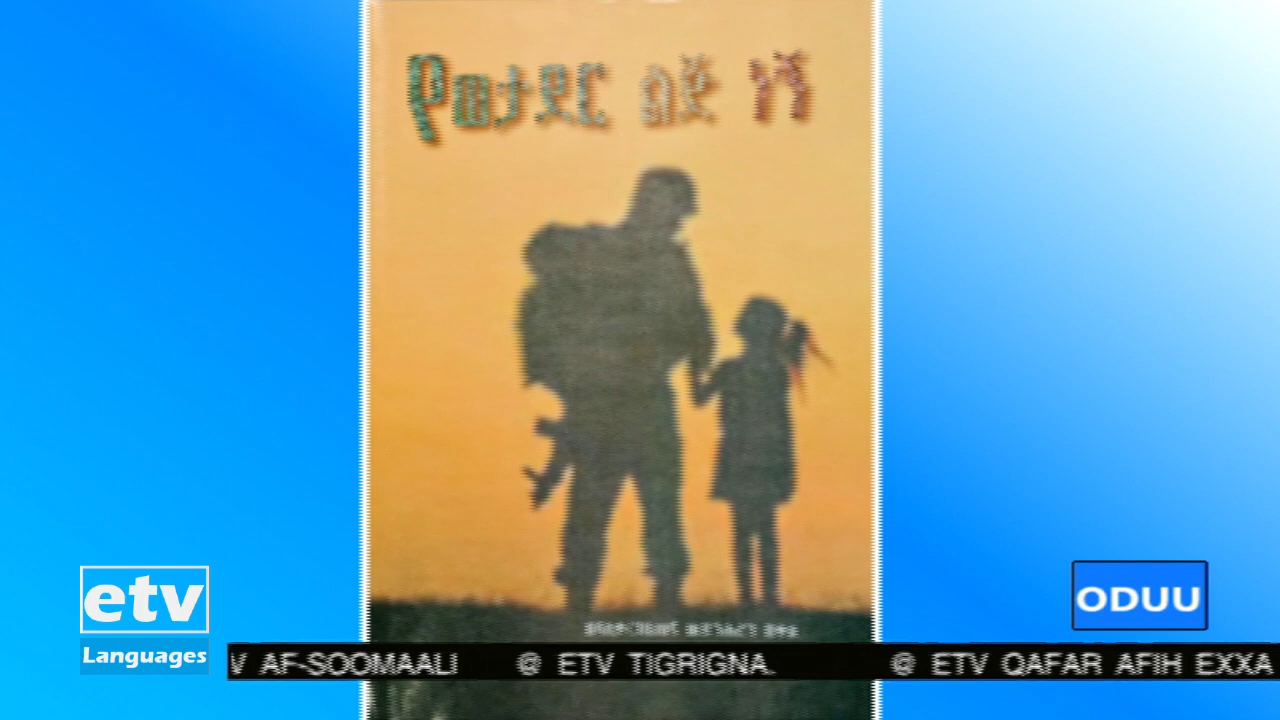 የወታደር ልጅ ነኝ
etv
Languages
ODUU
V AF-SOOMAALI @ ETV TIGRIGNA. @ ETV QAFAR AFIH EXXA